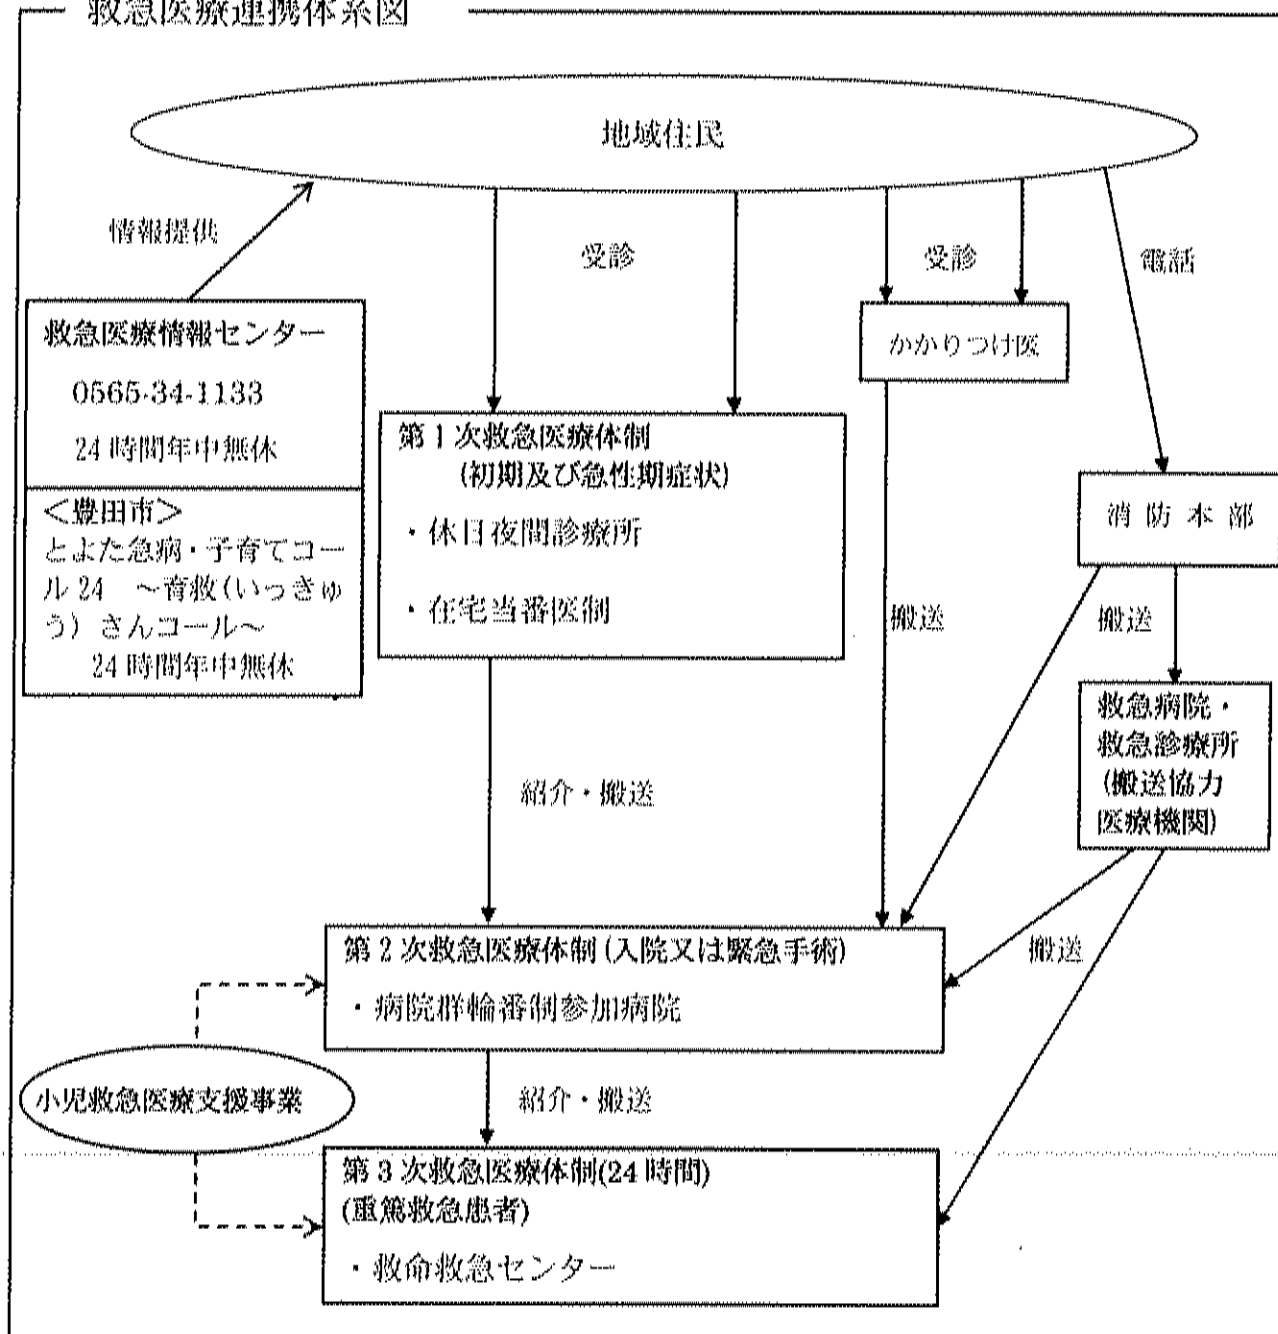 救急医療連携体系図
地域住民
情報提供
受診
受診
電話
救急医療情報センター
0565-34-1133
24時間年中無休
<豊田市>
とよた急病・子育てコー
ル24 ~育救(いっきゅ
う)さんコール~
24時間年中無休
かかりつけ医
第1次救急医療体制
(初期及び急性期症状)
・休日夜間診療所
・在宅当番医制
消防本部
搬送
搬送
救急病院・
救急診療所
(搬送協力
医療機関)
紹介・搬送
第2次救急医療体制(入院又は緊急手術)
・病院群輪番制参加病院
搬送
小児救急医療支援事業
紹介・搬送
第3次救急医療体制(24時間)
(重篤救急患者)
・救命救急センター